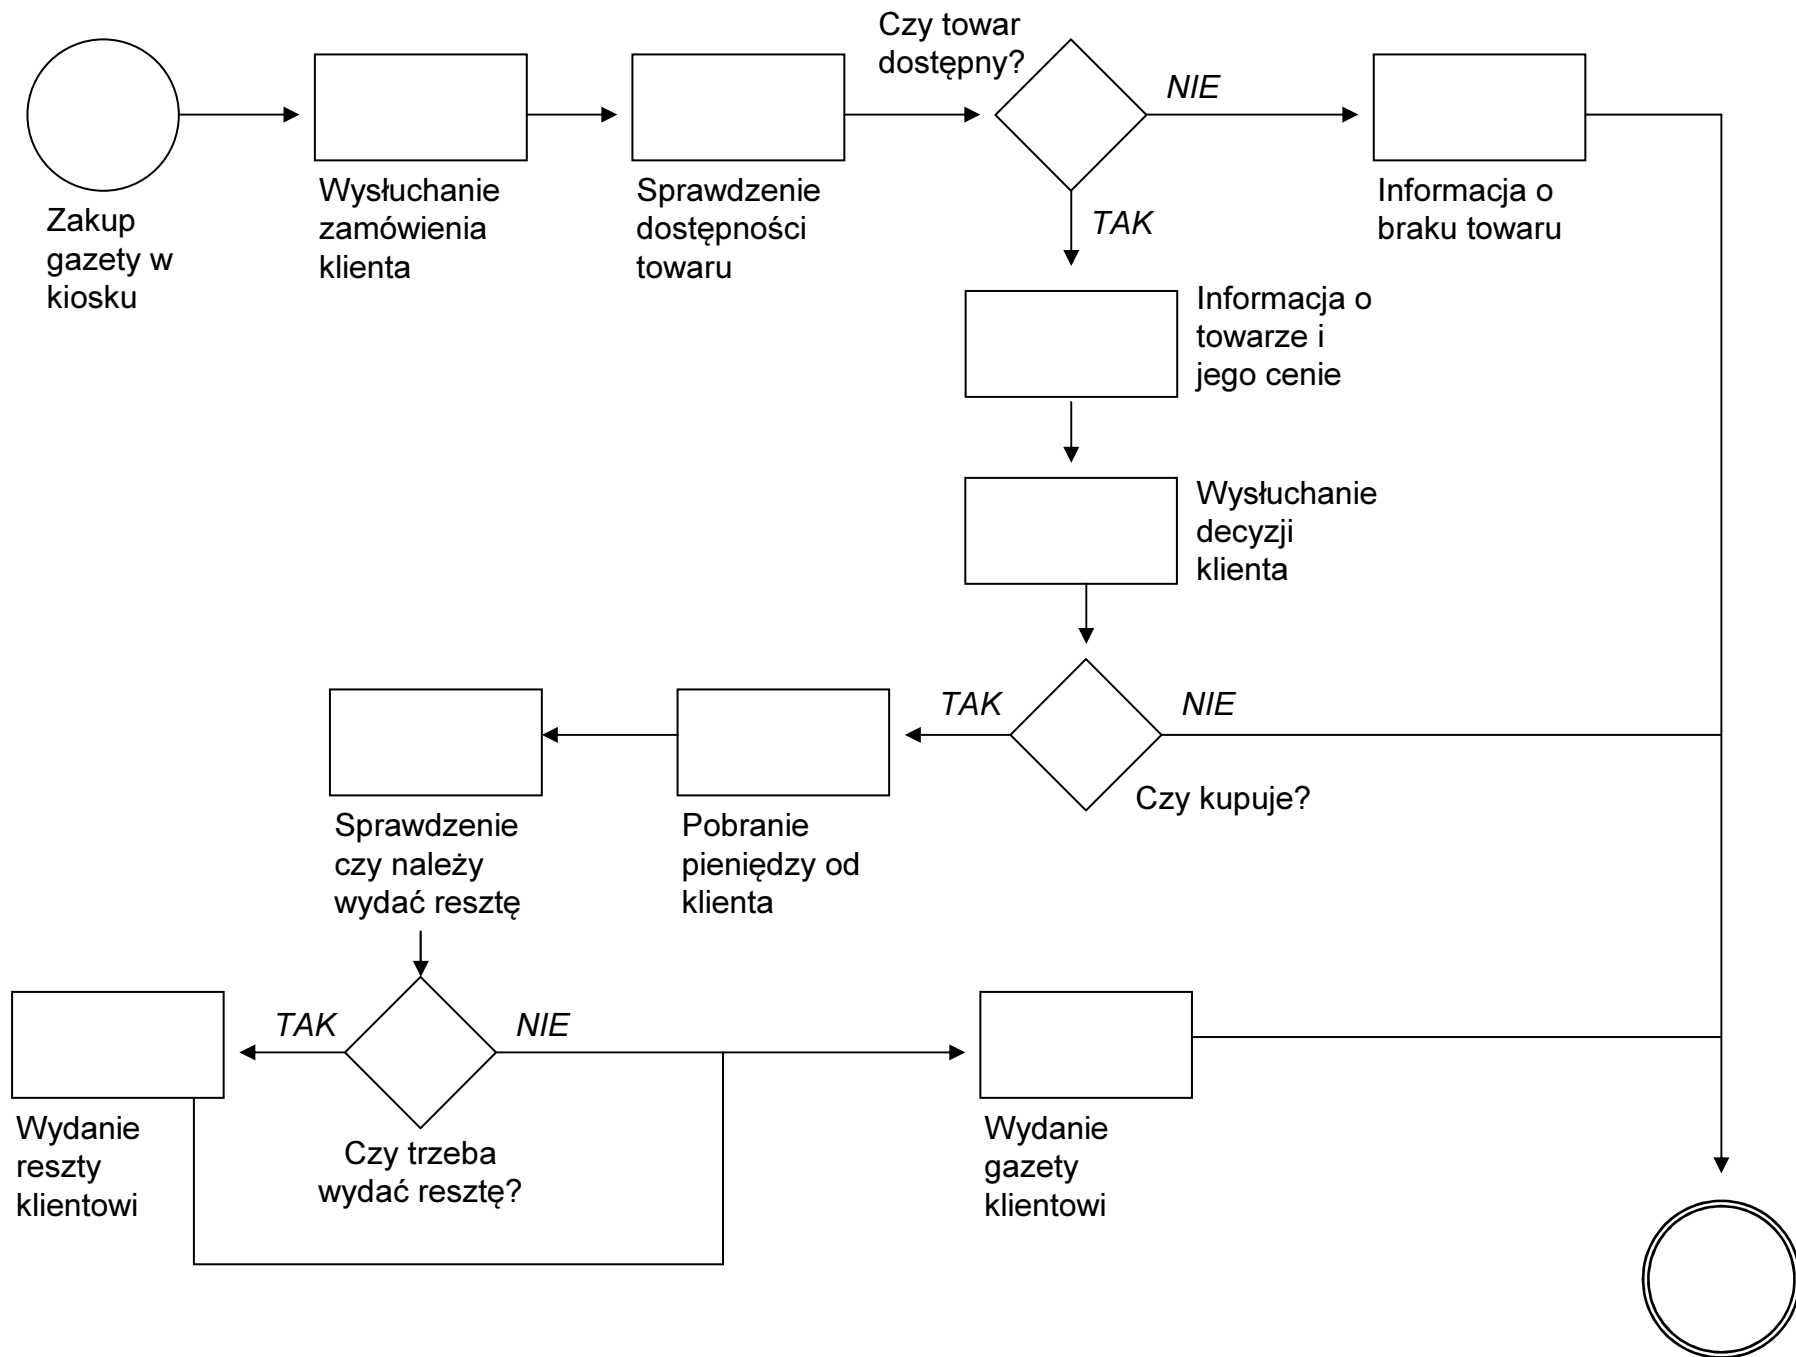 Czy towar
dostępny?
NIE
Zakup
gazety w
kiosku
Wysłuchanie
zamówienia
klienta
Sprawdzenie
dostępności
towaru
TAK
Informacja o
braku towaru
Informacja o
towarze i
jego cenie
Wysłuchanie
decyzji
klienta
TAK
NIE
Czy kupuje?
Sprawdzenie
czy należy
wydać resztę
Pobranie
pieniędzy od
klienta
TAK
NIE
Wydanie
reszty
klientowi
Czy trzeba
wydać resztę?
Wydanie
gazety
klientowi